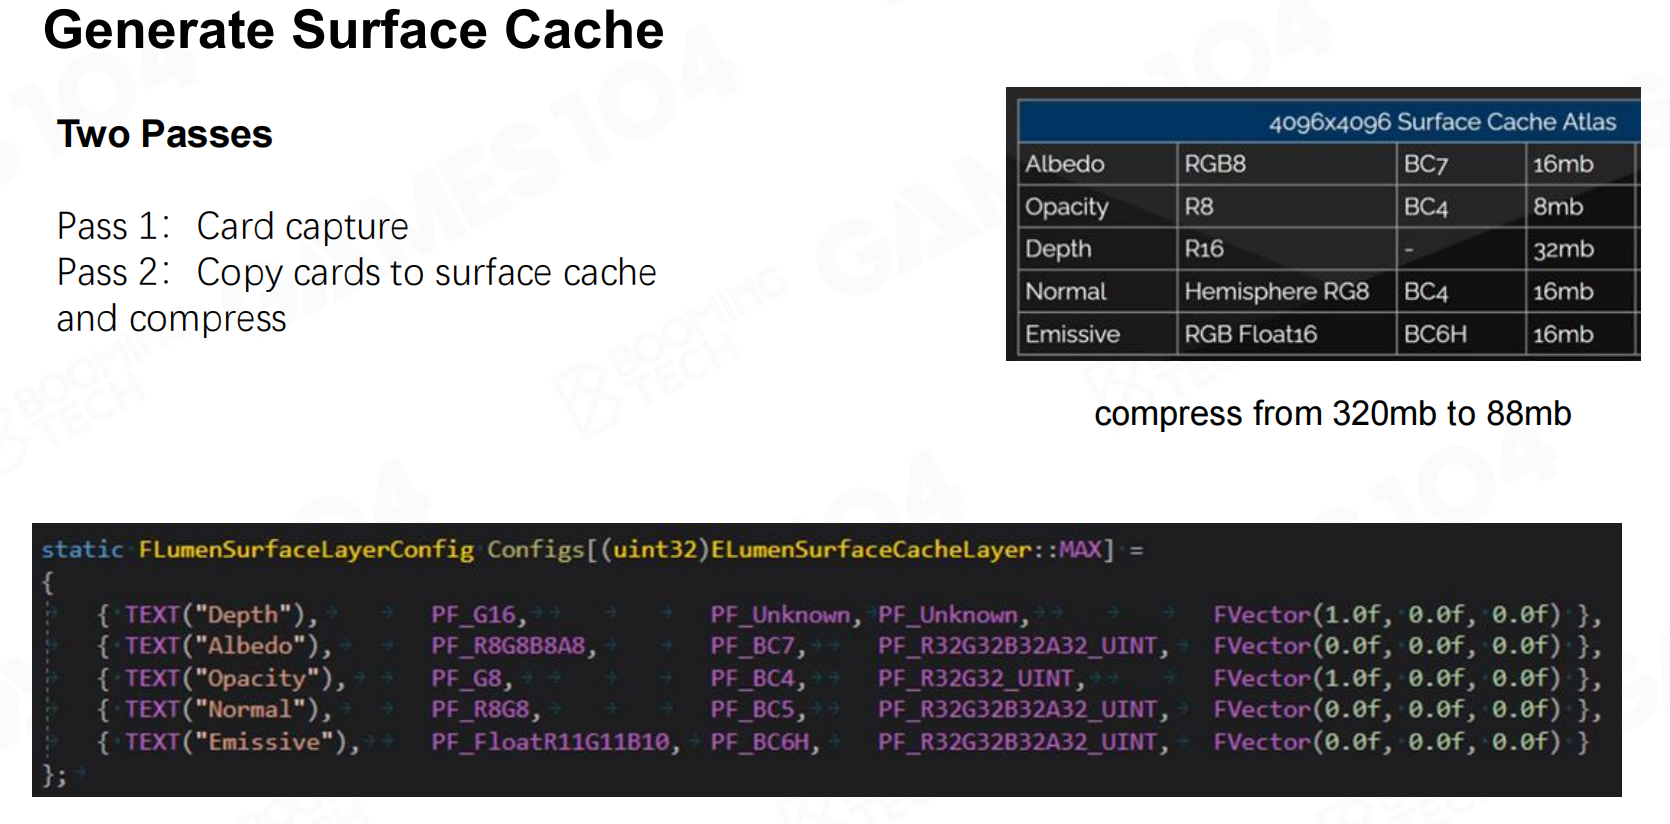 Generate Surface Cache
Two Passes
Pass 1: Card capture
Pass 2: Copy cards to surface cache
and compress
4096x4096 Surface Cache Atlas
Albedo RGB8 BC7 16mb
Opacity R8 BC4 8mb
Depth R16 - 32mb
Normal Hemisphere RG8 BC4 16mb
Emissive RGB Float16 BC6H 16mb
compress from 320mb to 88mb
static FLumenSurfaceLayerConfig Configs[(uint32)ELumenSurfaceCacheLayer::MAX] =
{
{ TEXT("Depth"), PF_G16, PF_Unknown, PF_Unknown, FVector(1.0f, 0.0f, 0.0f) },
{ TEXT("Albedo"), PF_R8G8B8A8, PF_BC7, PF_R32G32B32A32_UINT, FVector(0.0f, 0.0f, 0.0f) },
{ TEXT("Opacity"), PF_G8, PF_BC4, PF_R32G32_UINT, FVector(1.0f, 0.0f, 0.0f) },
{ TEXT("Normal"), PF_R8G8, PF_BC5, PF_R32G32B32A32_UINT, FVector(0.0f, 0.0f, 0.0f) },
{ TEXT("Emissive"), PF_FloatR11G11B10, PF_BC6H, PF_R32G32B32A32_UINT, FVector(0.0f, 0.0f, 0.0f) }
};
GAMES104
BOOMING
TECH